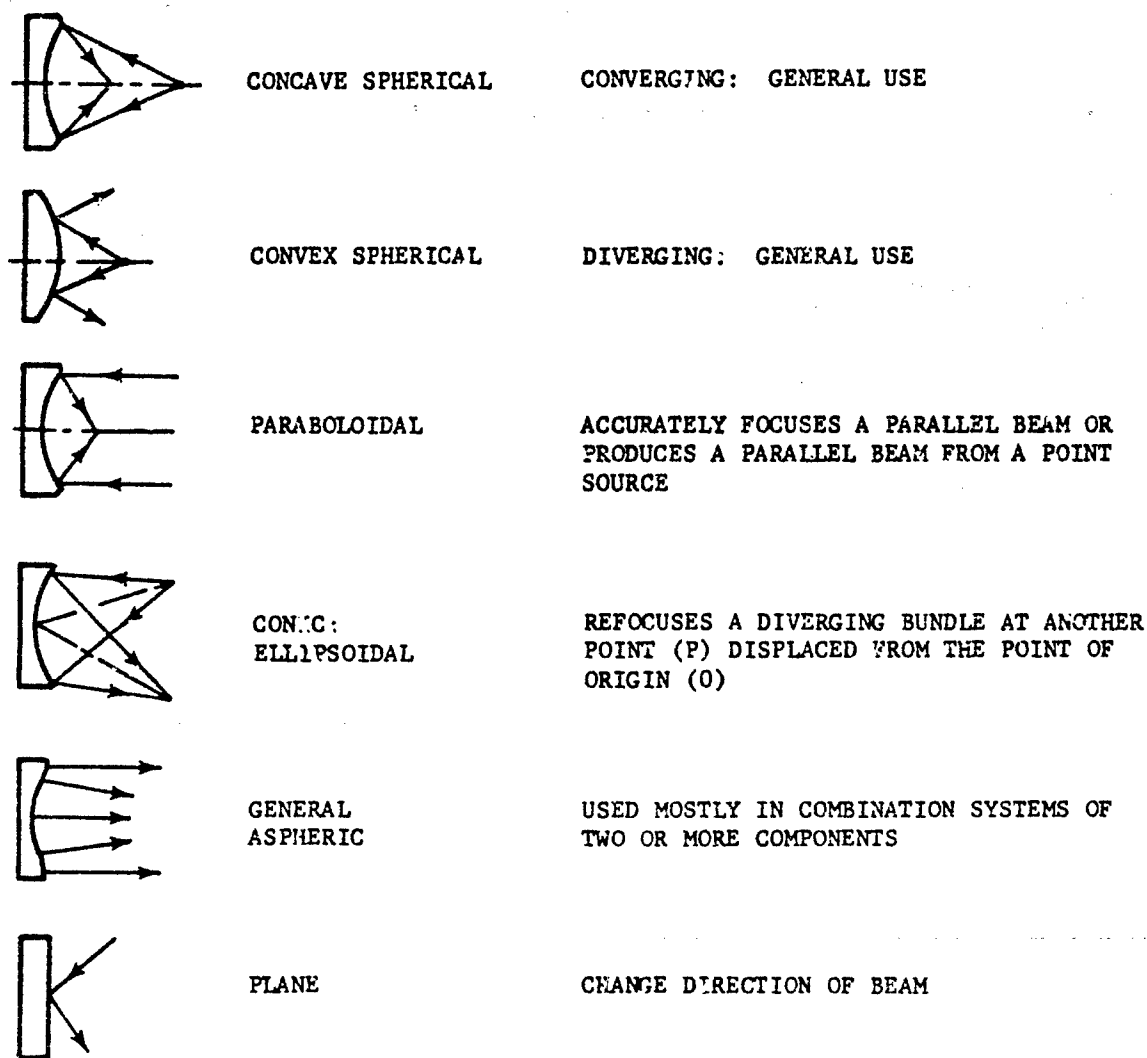 CONCAVE SPHERICAL CONVERGING: GENERAL USE
CONVEX SPHERICAL DIVERGING: GENERAL USE
PARABOLOIDAL ACCURATELY FOCUSES A PARALLEL BEAM OR
PRODUCES A PARALLEL BEAM FROM A POINT
SOURCE
CONIC: REFOCUSES A DIVERGING BUNDLE AT ANOTHER
ELLIPSOIDAL POINT (P) DISPLACED FROM THE POINT OF
ORIGIN (O)
GENERAL USED MOSTLY IN COMBINATION SYSTEMS OF
ASPHERIC TWO OR MORE COMPONENTS
PLANE CHANGE DIRECTION OF BEAM